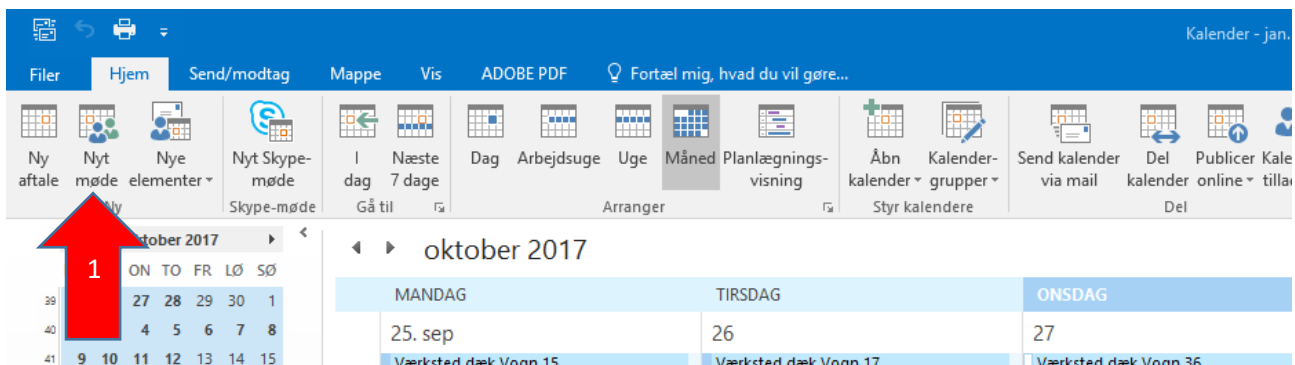 Kalender - jan.
Filer Hjem Send/modtag Mappe Vis ADOBE PDF Fortæl mig, hvad du vil gøre...
Ny Nyt Nye Nyt Skype- I Næste Dag Arbejdsuge Uge Måned Planlægnings- Åbn Kalender- Send kalender Del Publicer
aftale møde elementer møde dag 7 dage visning kalender grupper via mail kalender online
Ny Skype-møde Gå til Arranger Styr kalendere Del
1
2017
ON TO FR LØ SØ
39 27 28 29 30 1
40 4 5 6 7 8
41 9 10 11 12 13 14 15
oktober 2017
MANDAG TIRSDAG ONSDAG
25. sep 26 27
Værksted dæk Vogn 15 Værksted dæk Vogn 17 Værksted dæk Vogn 36